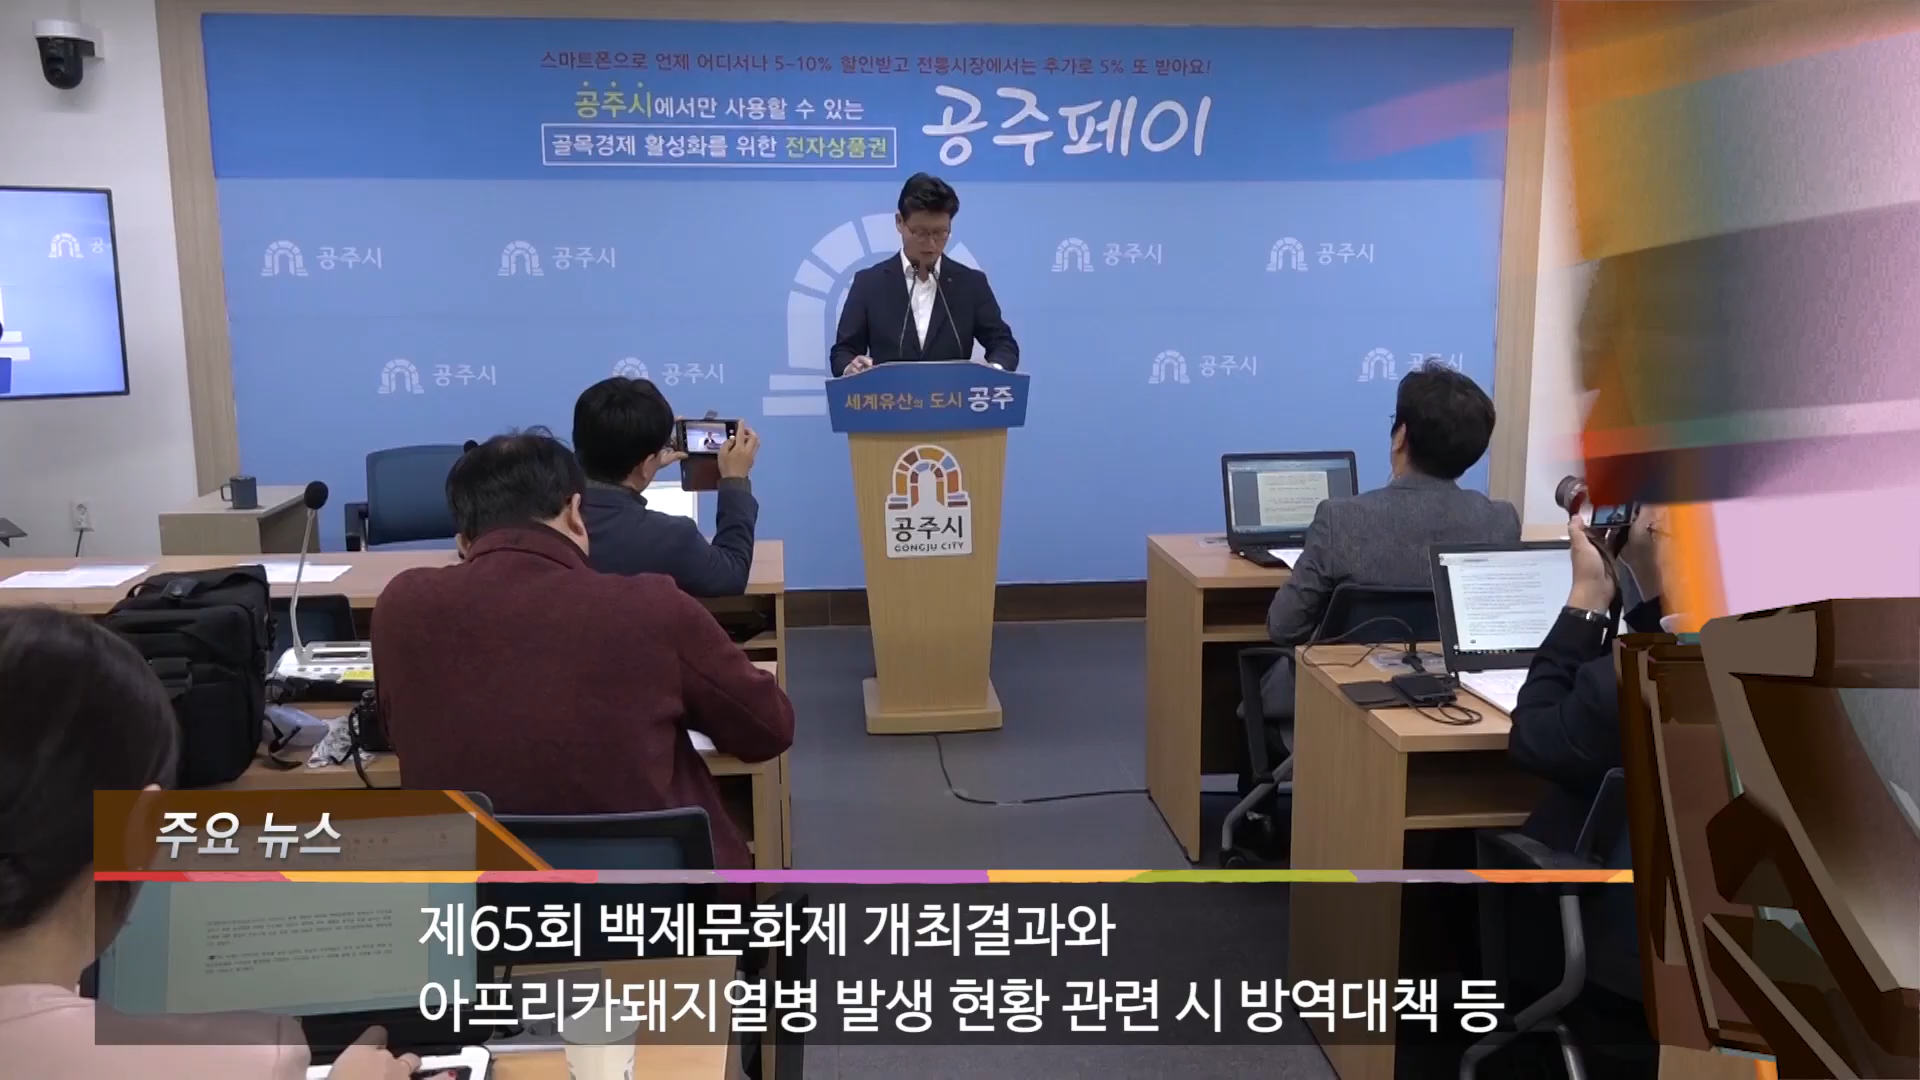 스마트폰으로 언제 어디서나 5~10% 할인받고 전통시장에서는 추가로 5% 또 받아요!
공주시에서만 사용할 수 있는
골목경제 활성화를 위한 전자상품권
공주페이
공주시
공주시
공주시
공주시
공주시
공주시
공주시
공주시
세계유산의 도시 공주
공주시
GONGJU CITY
주요 뉴스
제65회 백제문화제 개최결과와
아프리카돼지열병 발생 현황 관련 시 방역대책 등